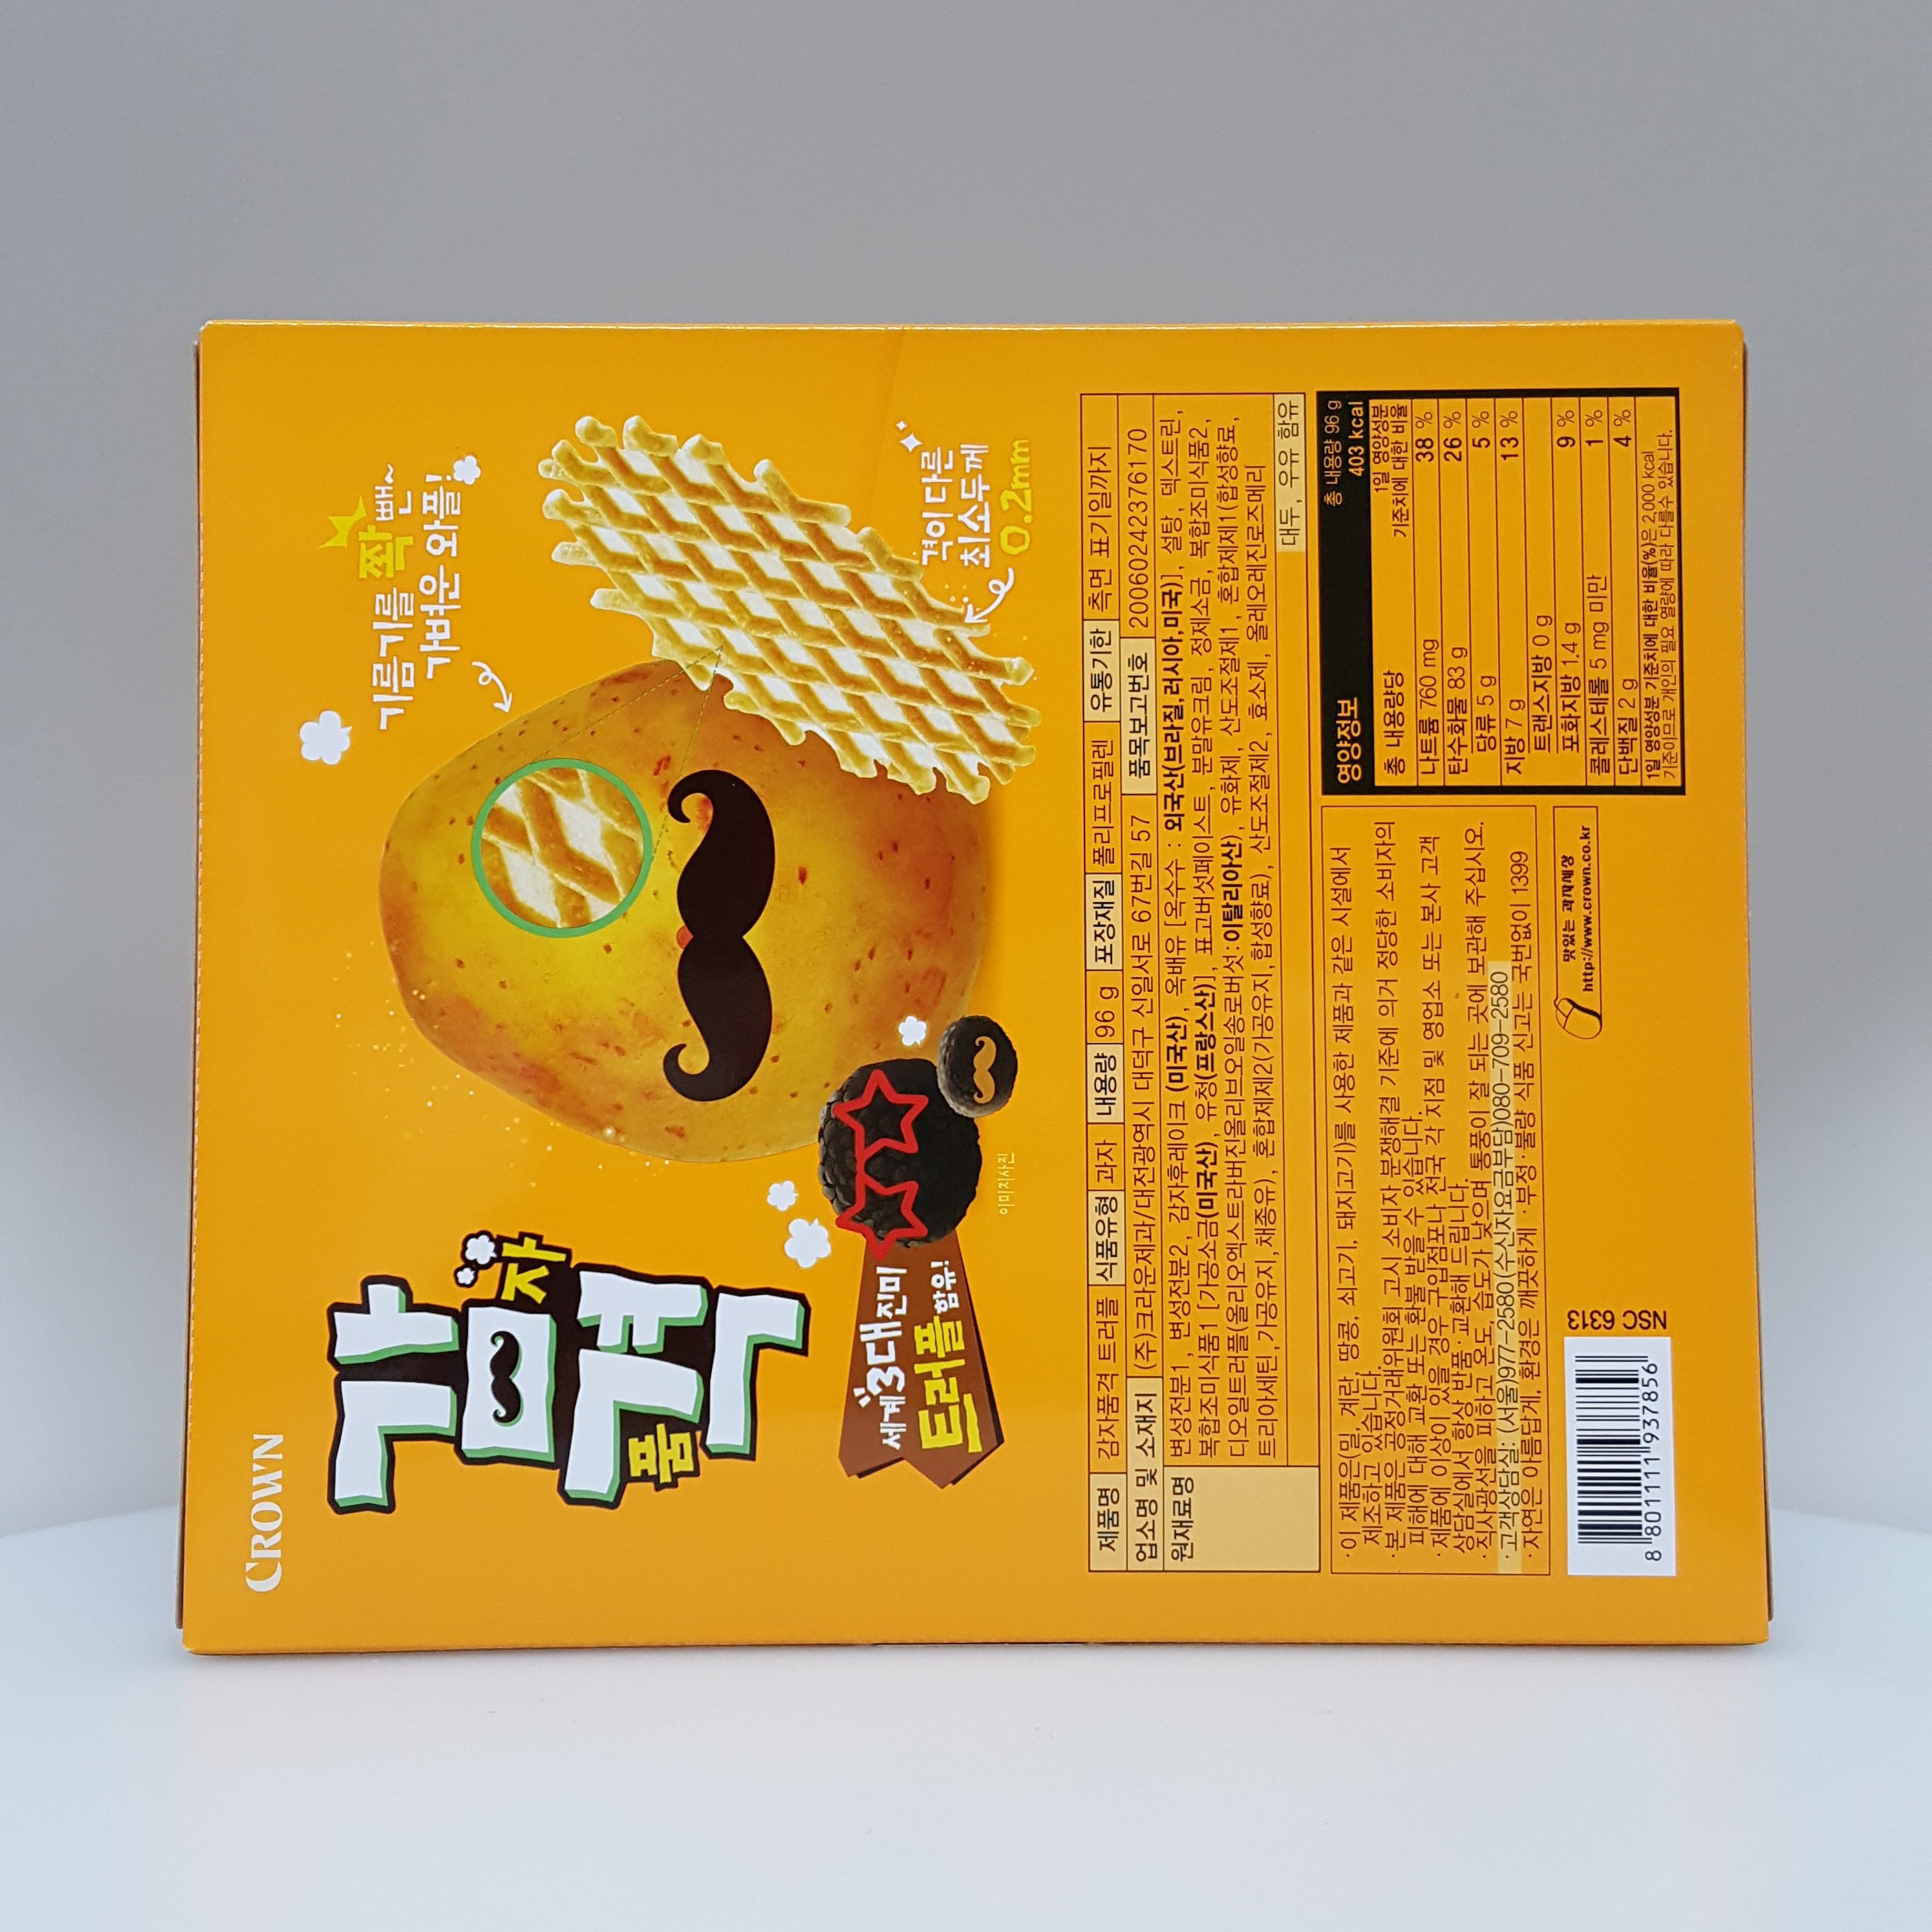 CROWN
기름기를 쫙 뺀~
가벼운 와플!
감자
품격
격이 다른
최소두께
0.2mm
세계3대진미
트러플 함유!
이미지사진
제품명 감자품격 트러플 식품유형 과자 내용량 96 g 포장재질 폴리프로필렌 유통기한 측면 표기일까지
업소명 및 소재지 (주)크라운제과/대전광역시 대덕구 신일서로 67번길 57 품목보고번호 20060242376170
원재료명 변성전분1, 변성전분2, 감자후레이크 (미국산), 옥배유 [옥수수 : 외국산(브라질,러시아,미국)], 설탕, 덱스트린,
복합조미식품1 [가공소금(미국산), 유청(프랑스산)], 표고버섯페이스트, 분말유크림, 정제소금, 복합조미식품2,
디오일트러플(올리오엑스트라버진올리브오일송로버섯:이탈리아산), 유화제, 산도조절제1, 혼합제제1(합성향료,
트리아세틴,가공유지,채종유), 혼합제제2(가공유지,합성향료), 산도조절제2, 효소제, 올레오레진로즈메리
대두, 우유 함유
·이 제품은(밀, 계란, 땅콩, 쇠고기, 돼지고기)를 사용한 제품과 같은 시설에서
제조하고 있습니다.
·본 제품은 공정거래위원회 고시 소비자 분쟁해결 기준에 의거 정당한 소비자의
피해에 대해 교환 또는 환불 받을 수 있습니다.
·제품에 이상이 있을 경우 구입점포나 전국 각 지점 및 영업소 또는 본사 고객
상담실에서 항상 반품·교환해 드립니다.
·직사광선을 피하고 온도 습도가 낮으며 통풍이 잘 되는 곳에 보관해 주십시오.
·고객상담실: (서울)977-2580(수신자요금부담)080-709-2580
·자연은 아름답게, 환경은 깨끗하게 ·부정·불량 식품 신고는 국번없이 1399
영양정보
총 내용량 96 g
403 kcal
총 내용량당 1일 영양성분
기준치에 대한 비율
나트륨 760 mg 38 %
탄수화물 83 g 26 %
당류 5 g 5 %
지방 7 g 13 %
트랜스지방 0 g
포화지방 1.4 g 9 %
콜레스테롤 5 mg 미만 1 %
단백질 2 g 4 %
1일 영양성분 기준치에 대한 비율(%)은 2,000 kcal
기준이므로 개인의 필요 열량에 따라 다를수 있습니다.
8 801111 937856
NSC 6313
맛있는 과자세상
http://www.crown.co.kr